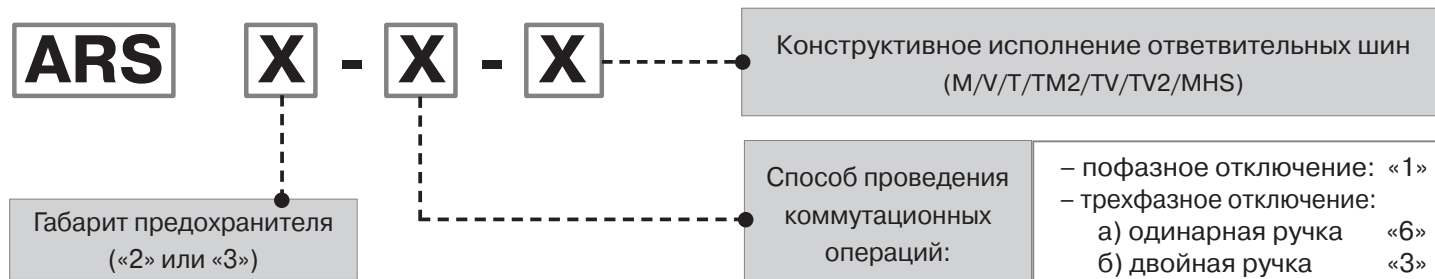 ARS X - X - X
Конструктивное исполнение ответвительных шин
(M/V/T/TM2/TV/TV2/MHS)
Способ проведения
коммутационных
операций:
– пофазное отключение: «1»
– трехфазное отключение:
а) одинарная ручка «6»
б) двойная ручка «3»
Габарит предохранителя
(«2» или «3»)